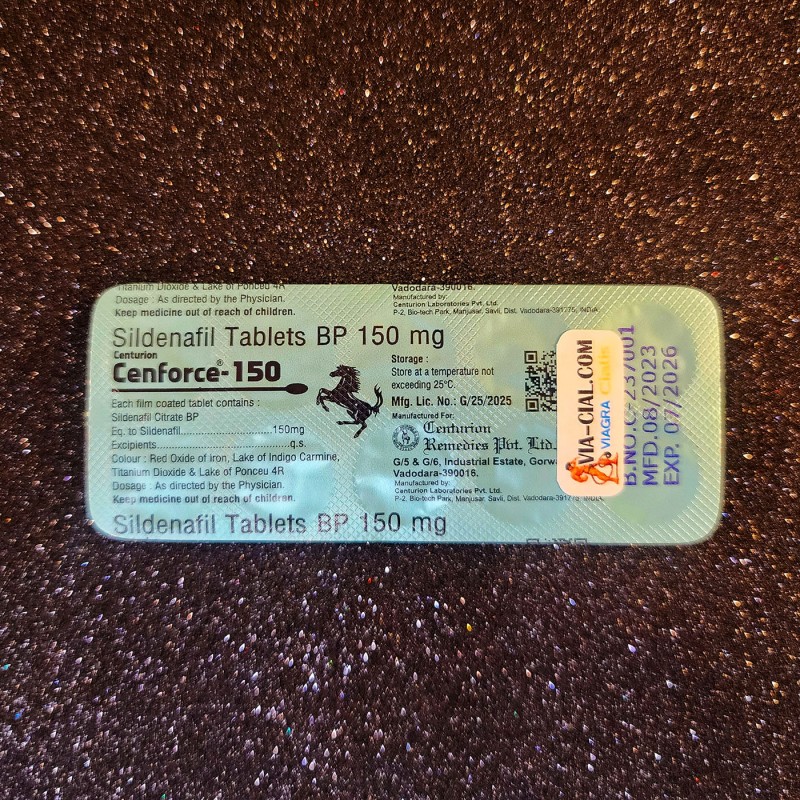 Titanium Dioxide & Lake of Ponceu 4R
Dosage : As directed by the Physician.
Keep medicine out of reach of children.
Vadodara-390016.
Manufactured by:
Centurion Laboratories Pvt. Ltd.
P-2, Bio-tech Park, Manjusar, Savli, Dist. Vadodara-391775, INDIA.
Sildenafil Tablets BP 150 mg
Centurion
Cenforce®-150
Each film coated tablet contains :
Sildenafil Citrate BP
Eq. to Sildenafil...............................150mg
Excipients............................................q.s.
Colour : Red Oxide of iron, Lake of Indigo Carmine,
Titanium Dioxide & Lake of Ponceu 4R
Dosage : As directed by the Physician.
Keep medicine out of reach of children.
Storage :
Store at a temperature not
exceeding 25°C.
Mfg. Lic. No.: G/25/2025
Manufactured For:
Centurion
Remedies Pvt. Ltd.
G/5 & G/6, Industrial Estate, Gorwa
Vadodara-390016.
Manufactured by:
Centurion Laboratories Pvt. Ltd.
P-2, Bio-tech Park, Manjusar, Savli, Dist. Vadodara-391775, INDIA.
Sildenafil Tablets BP 150 mg
VIA-CIAL.COM
VIAGRA Cialis
B.NO.C-237001
MFD. 08/2023
EXP. 07/2026